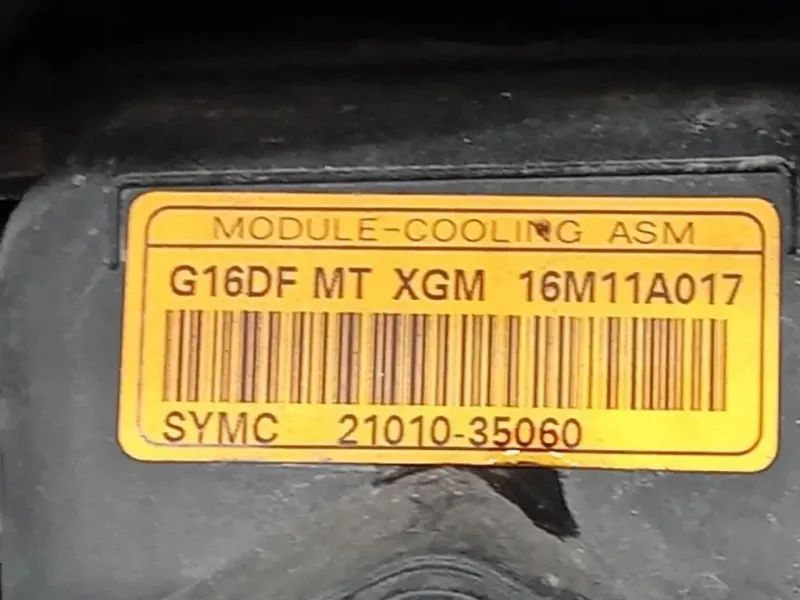 MODULE-COOLING ASM
G16DF MT XGM 16M11A017
SYMC 21010-35060